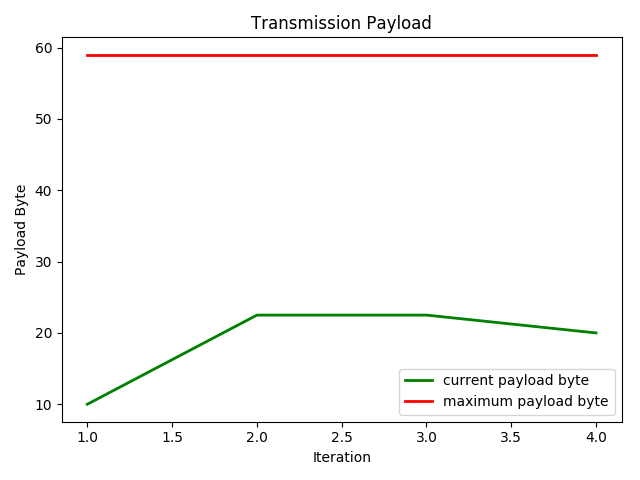 Transmission Payload
60
50
40
30
20
10
Payload Byte
current payload byte
maximum payload byte
1.0 1.5 2.0 2.5 3.0 3.5 4.0
Iteration